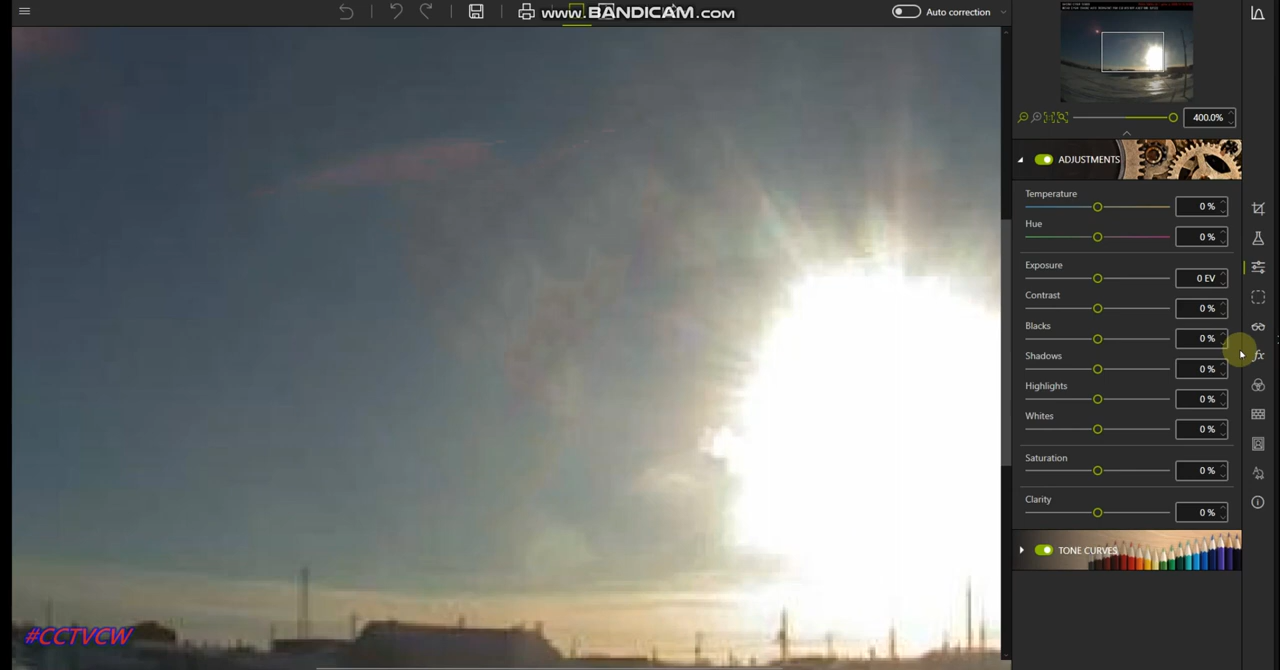 www.BANDICAM.com
Auto correction
400.0%
ADJUSTMENTS
Temperature
0 %
Hue
0 %
Exposure
0 EV
Contrast
0 %
Blacks
0 %
Shadows
0 %
fx
Highlights
0 %
Whites
0 %
Saturation
0 %
Clarity
0 %
TONE CURVES
#CCTVCW